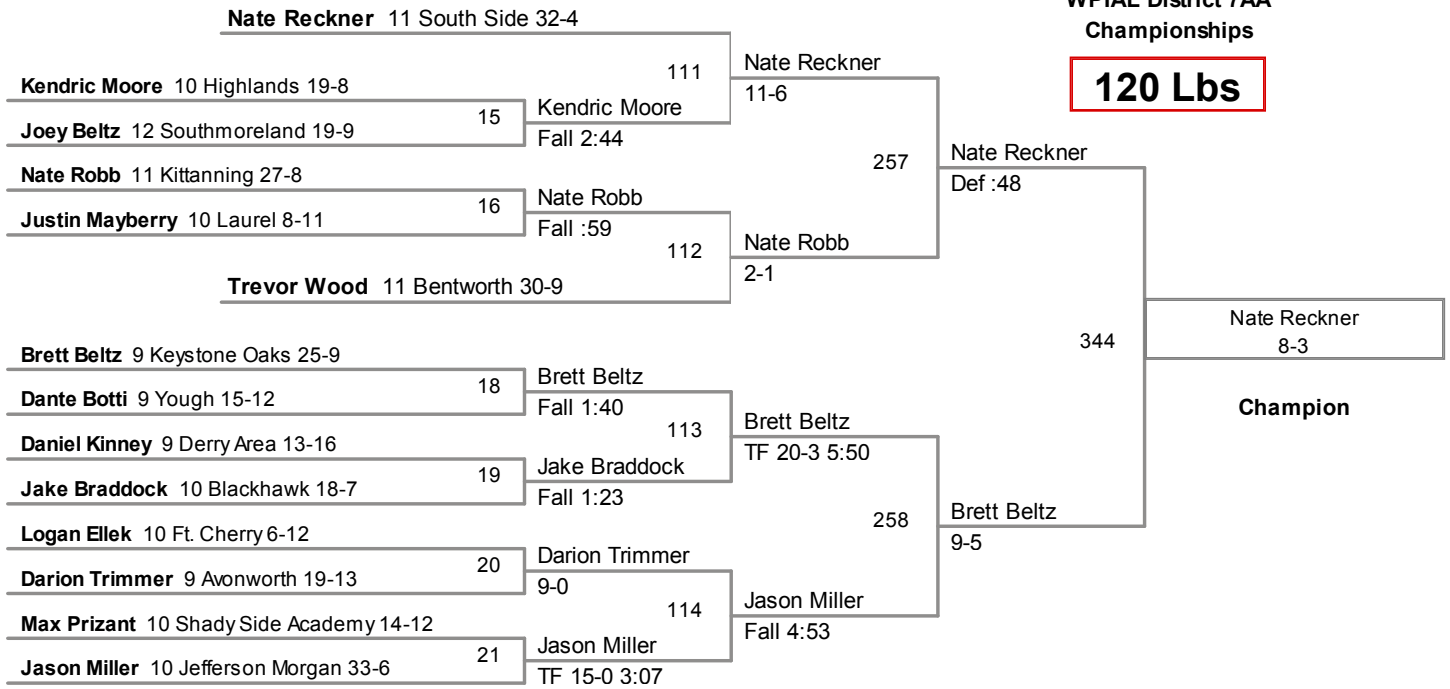 WPIAL District 7AA
Championships
120 Lbs
Nate Reckner 11 South Side 32-4
Kendric Moore 10 Highlands 19-8
Joey Beltz 12 Southmoreland 19-9
Nate Robb 11 Kittanning 27-8
Justin Mayberry 10 Laurel 8-11
Trevor Wood 11 Bentworth 30-9
Brett Beltz 9 Keystone Oaks 25-9
Dante Botti 9 Yough 15-12
Daniel Kinney 9 Derry Area 13-16
Jake Braddock 10 Blackhawk 18-7
Logan Ellek 10 Ft. Cherry 6-12
Darion Trimmer 9 Avonworth 19-13
Max Prizant 10 Shady Side Academy 14-12
Jason Miller 10 Jefferson Morgan 33-6
15
Kendric Moore
Fall 2:44
16
Nate Robb
Fall :59
18
Brett Beltz
Fall 1:40
19
Jake Braddock
Fall 1:23
20
Darion Trimmer
9-0
21
Jason Miller
TF 15-0 3:07
111
Nate Reckner
11-6
112
Nate Robb
2-1
113
Brett Beltz
TF 20-3 5:50
114
Jason Miller
Fall 4:53
257
Nate Reckner
Def :48
258
Brett Beltz
9-5
344
Nate Reckner
8-3
Champion